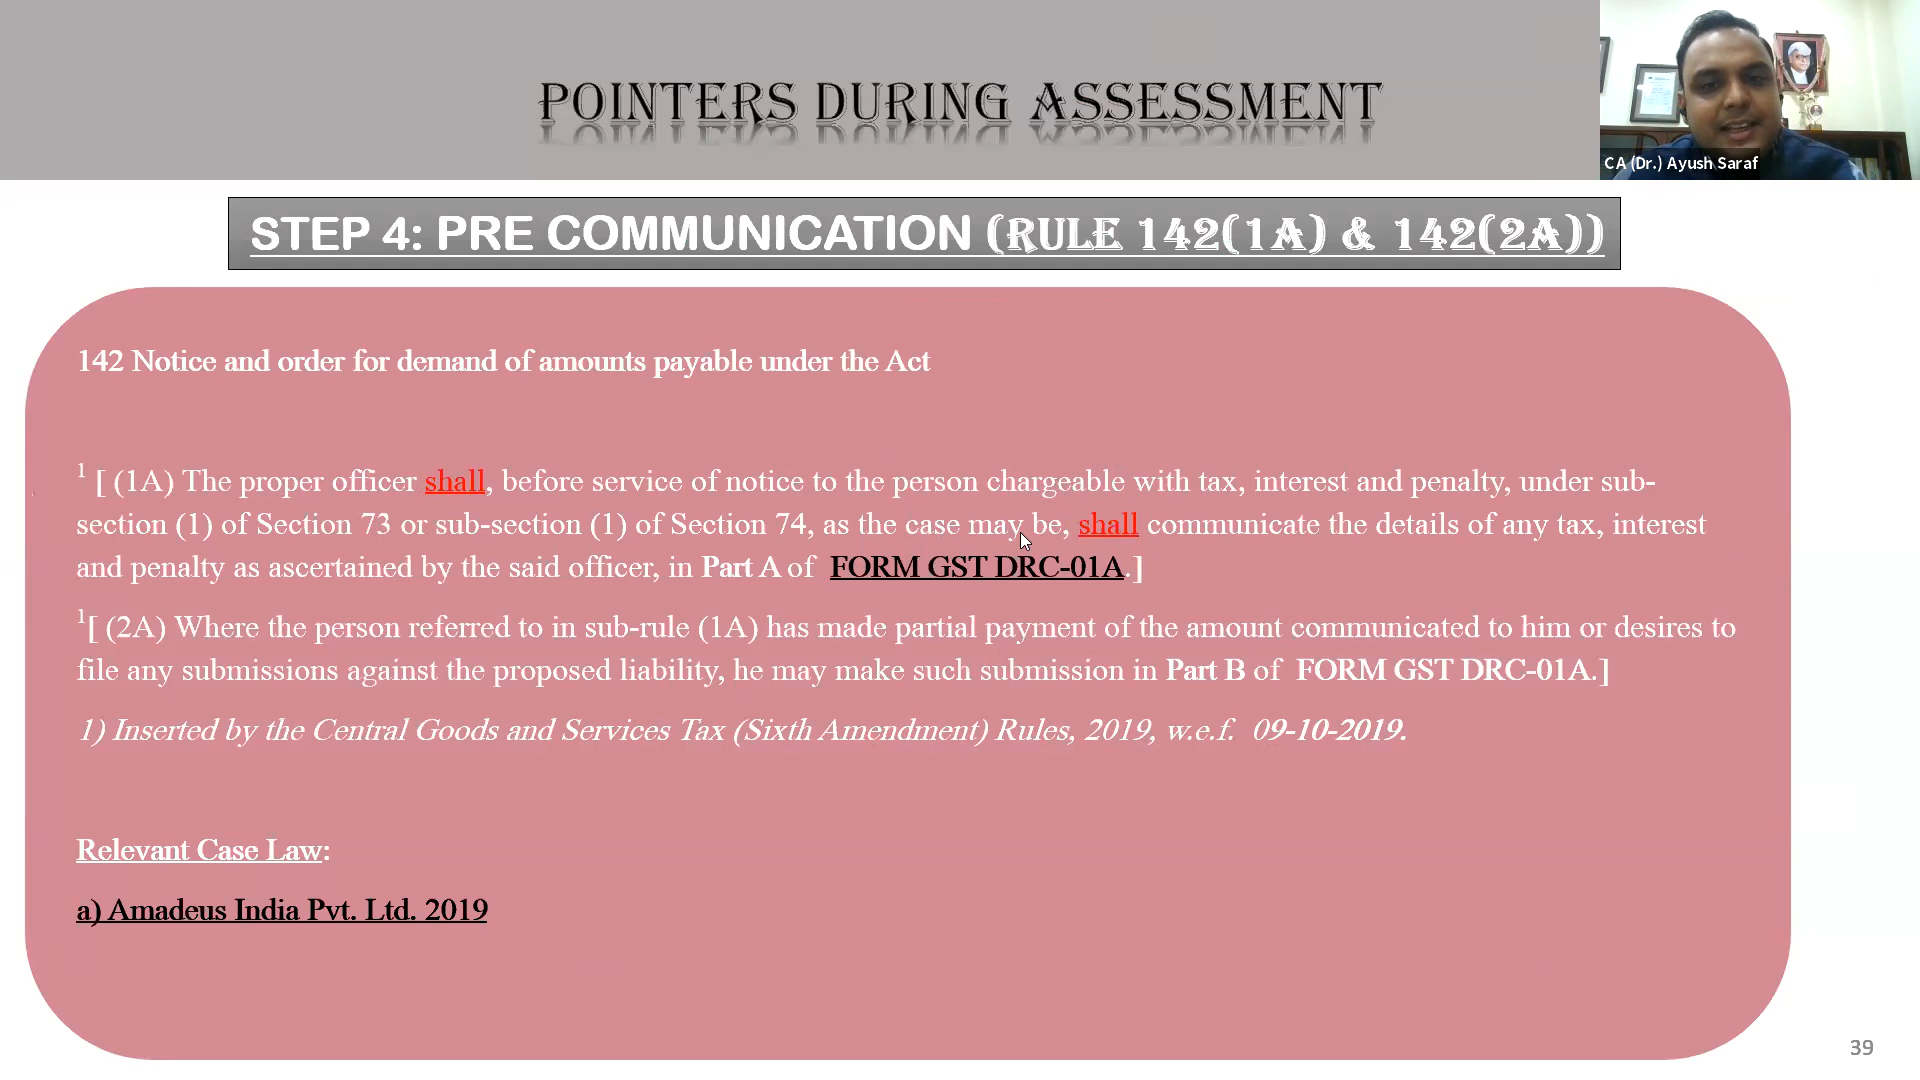 POINTERS DURING ASSESSMENT
CA (Dr.) Ayush Saraf
STEP 4: PRE COMMUNICATION (RULE 142(1A) & 142(2A))
142 Notice and order for demand of amounts payable under the Act
1 [ (1A) The proper officer shall, before service of notice to the person chargeable with tax, interest and penalty, under sub-
section (1) of Section 73 or sub-section (1) of Section 74, as the case may be, shall communicate the details of any tax, interest
and penalty as ascertained by the said officer, in Part A of FORM GST DRC-01A.]
1[ (2A) Where the person referred to in sub-rule (1A) has made partial payment of the amount communicated to him or desires to
file any submissions against the proposed liability, he may make such submission in Part B of FORM GST DRC-01A.]
1) Inserted by the Central Goods and Services Tax (Sixth Amendment) Rules, 2019, w.e.f. 09-10-2019.
Relevant Case Law:
a) Amadeus India Pvt. Ltd. 2019
39